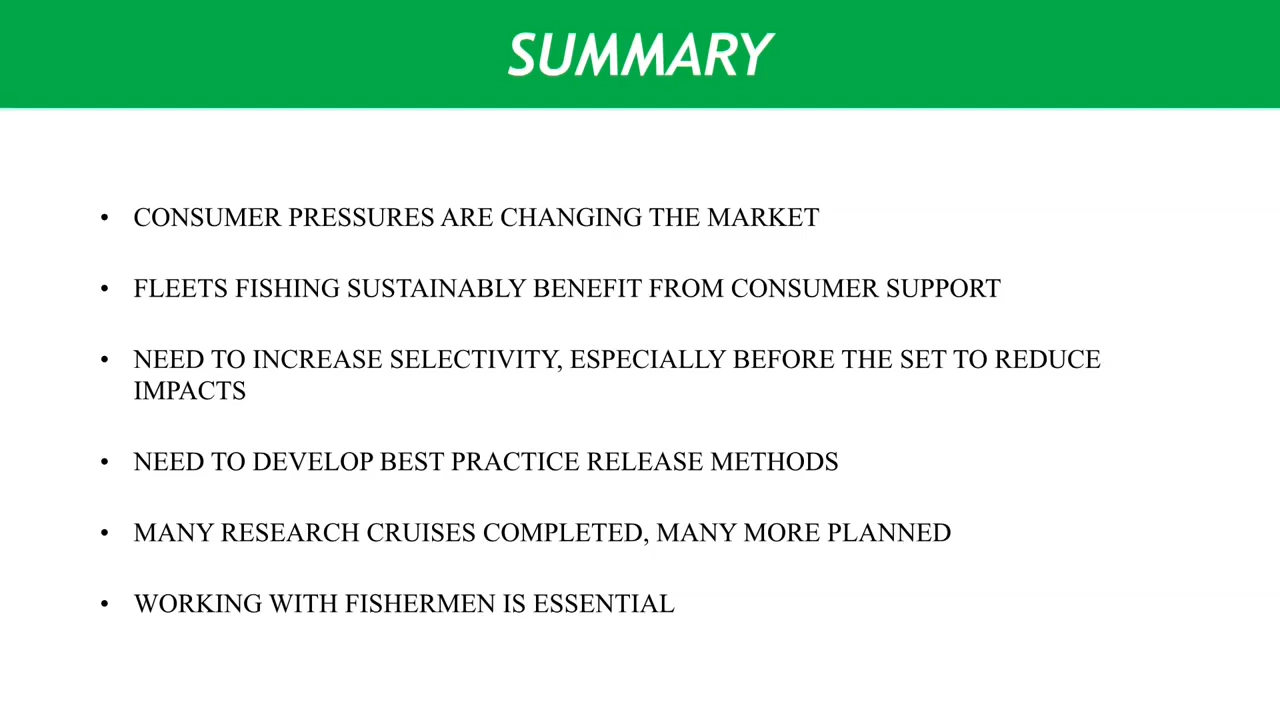 SUMMARY
• CONSUMER PRESSURES ARE CHANGING THE MARKET
• FLEETS FISHING SUSTAINABLY BENEFIT FROM CONSUMER SUPPORT
• NEED TO INCREASE SELECTIVITY, ESPECIALLY BEFORE THE SET TO REDUCE
IMPACTS
• NEED TO DEVELOP BEST PRACTICE RELEASE METHODS
• MANY RESEARCH CRUISES COMPLETED, MANY MORE PLANNED
• WORKING WITH FISHERMEN IS ESSENTIAL